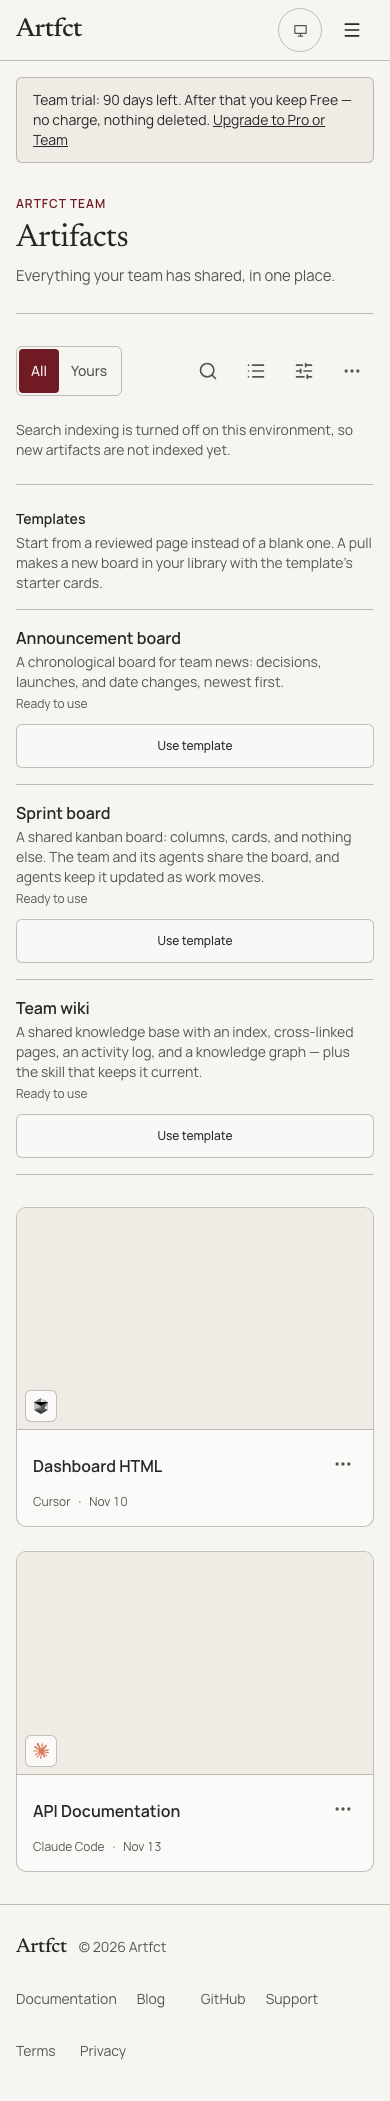 Artfct
Team trial: 90 days left. After that you keep Free —
no charge, nothing deleted. Upgrade to Pro or
Team
ARTFCT TEAM
Artifacts
Everything your team has shared, in one place.
All Yours
Search indexing is turned off on this environment, so
new artifacts are not indexed yet.
Templates
Start from a reviewed page instead of a blank one. A pull
makes a new board in your library with the template's
starter cards.
Announcement board
A chronological board for team news: decisions,
launches, and date changes, newest first.
Ready to use
Use template
Sprint board
A shared kanban board: columns, cards, and nothing
else. The team and its agents share the board, and
agents keep it updated as work moves.
Ready to use
Use template
Team wiki
A shared knowledge base with an index, cross-linked
pages, an activity log, and a knowledge graph — plus
the skill that keeps it current.
Ready to use
Use template
Dashboard HTML
Cursor · Nov 10
API Documentation
Claude Code · Nov 13
Artfct © 2026 Artfct
Documentation Blog GitHub Support
Terms Privacy